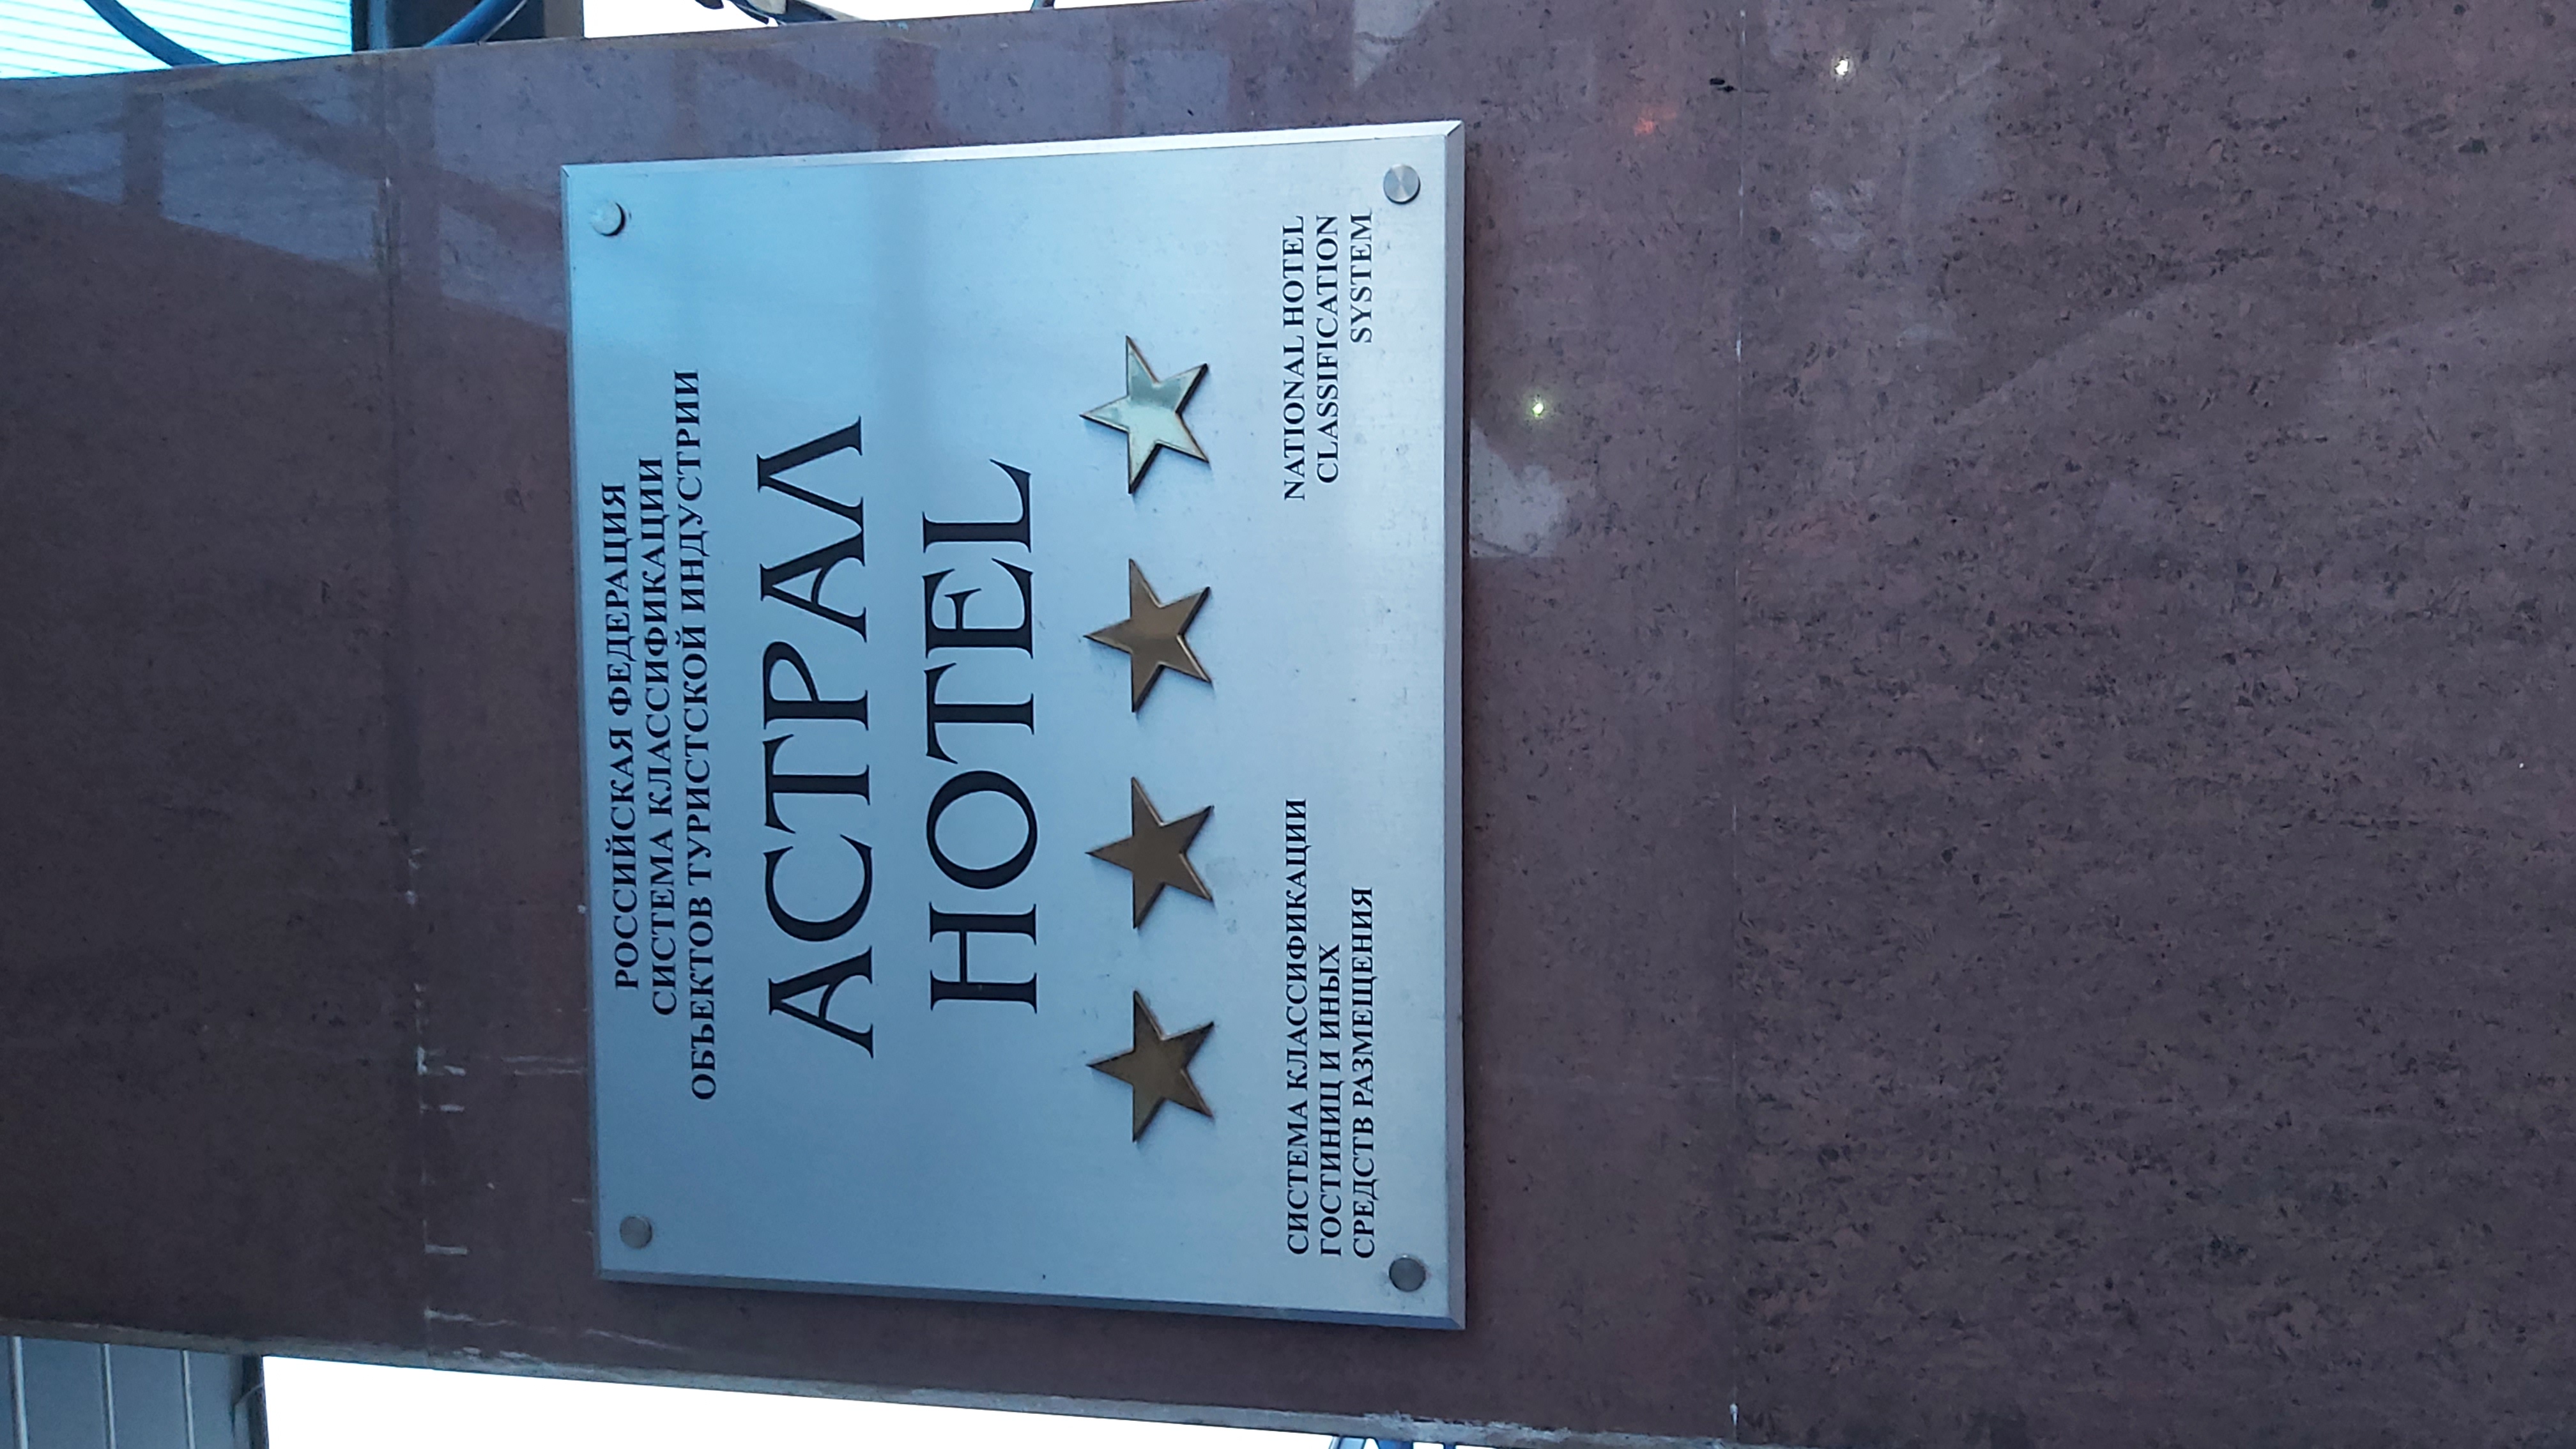 РОССИЙСКАЯ ФЕДЕРАЦИЯ
СИСТЕМА КЛАССИФИКАЦИИ
ОБЪЕКТОВ ТУРИСТСКОЙ ИНДУСТРИИ
АСТРАЛ
HOTEL
СИСТЕМА КЛАССИФИКАЦИИ
ГОСТИНИЦ И ИНЫХ
СРЕДСТВ РАЗМЕЩЕНИЯ
NATIONAL HOTEL
CLASSIFICATION
SYSTEM